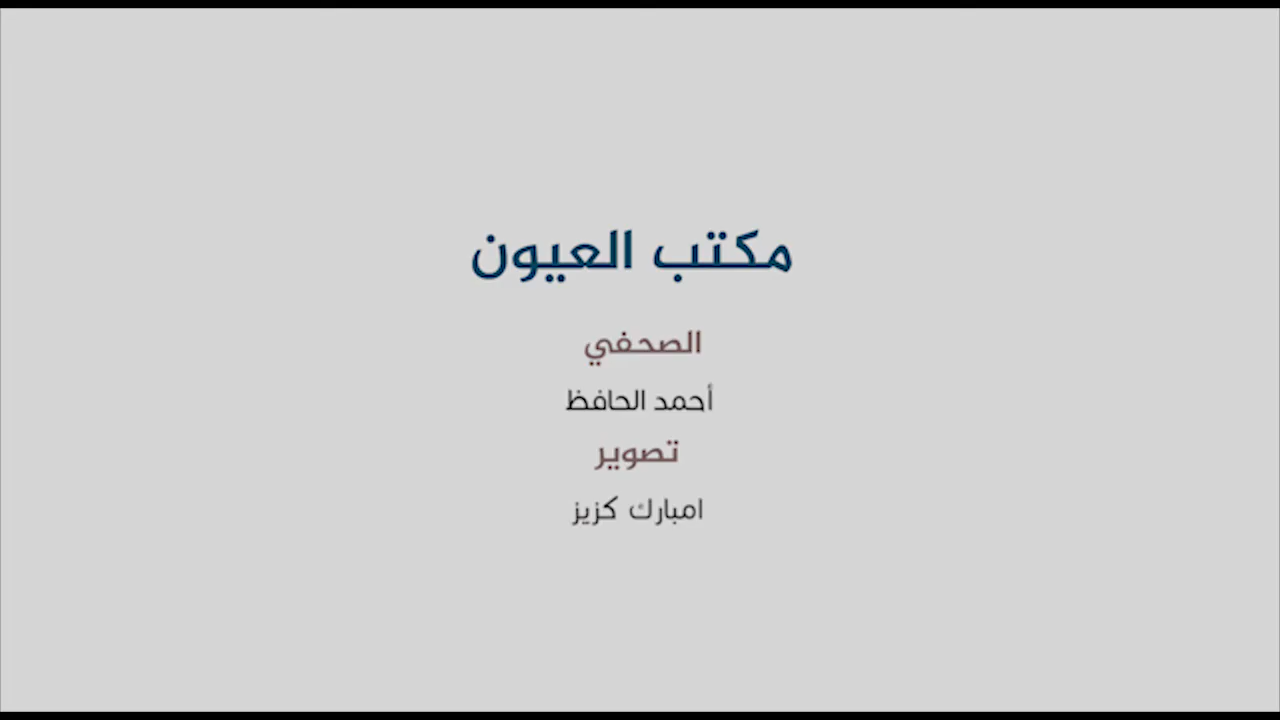 مكتب العيون
الصحفي
أحمد الحافظ
تصوير
امبارك كزيز